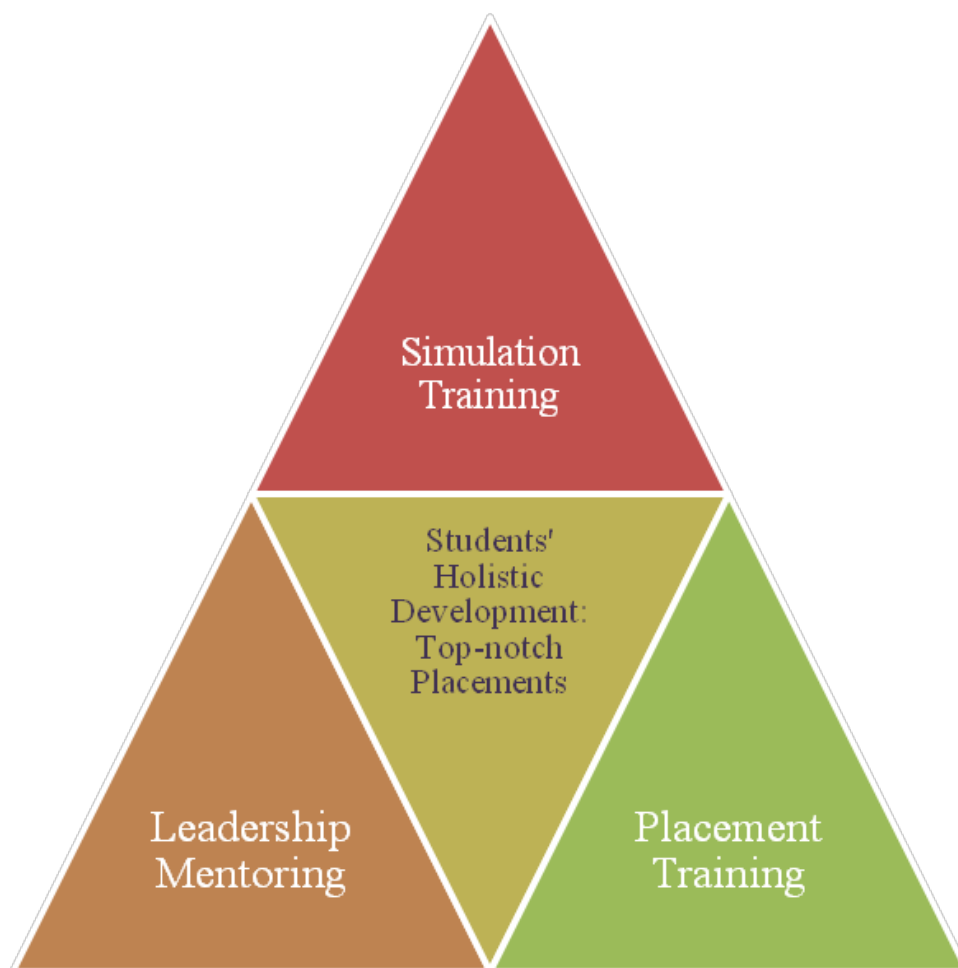 Simulation
Training
Students'
Holistic
Development:
Top-notch
Placements
Leadership
Mentoring
Placement
Training